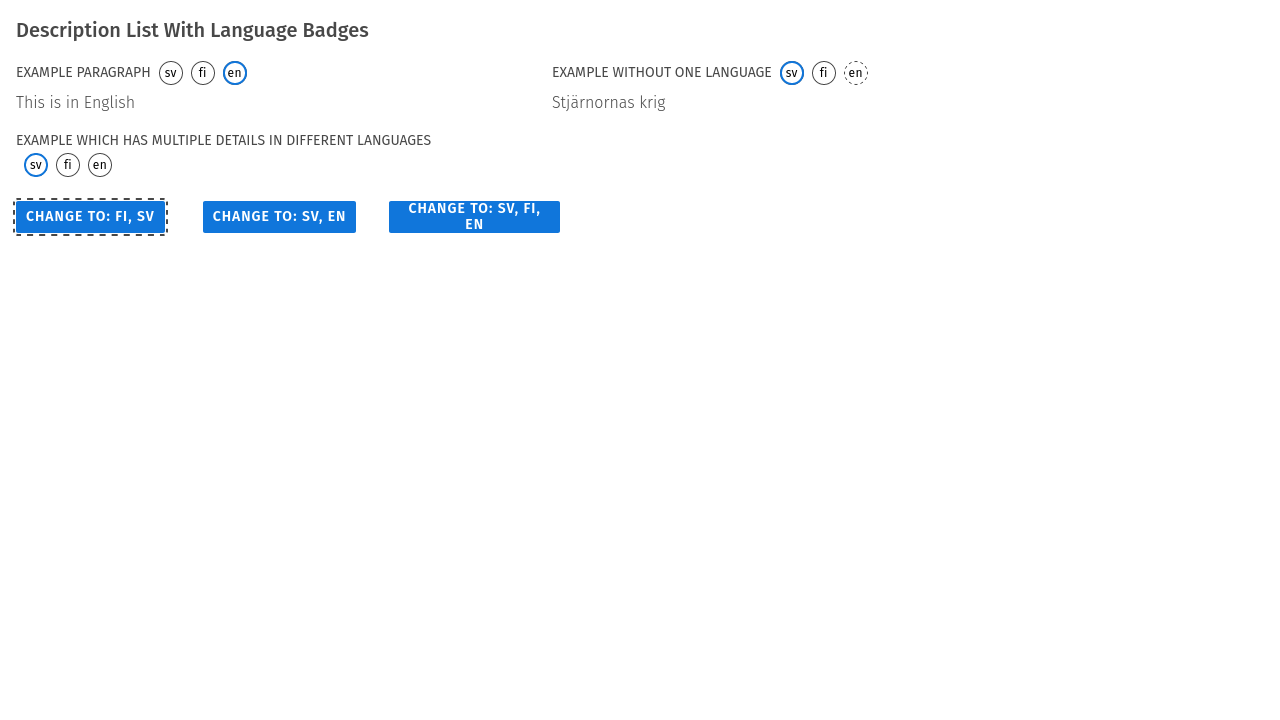 Description List With Language Badges
EXAMPLE PARAGRAPH sv fi en
This is in English
EXAMPLE WITHOUT ONE LANGUAGE sv fi en
Stjärnornas krig
EXAMPLE WHICH HAS MULTIPLE DETAILS IN DIFFERENT LANGUAGES
sv fi en
CHANGE TO: FI, SV
CHANGE TO: SV, EN
CHANGE TO: SV, FI,
EN